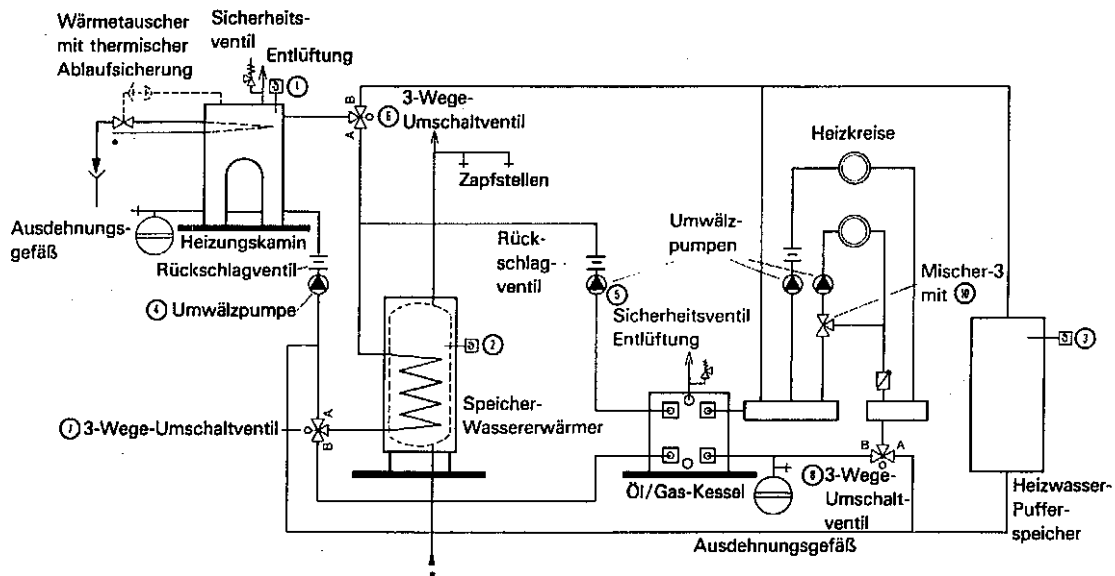 Wärmetauscher
mit thermischer
Ablaufsicherung
Sicherheits-
ventil
Entlüftung
1
B
6
A
3-Wege-
Umschaltventil
Zapfstellen
Heizkreise
Ausdehnungs-
gefäß
Heizungskamin
Rückschlagventil
4 Umwälzpumpe
Rück-
schlag-
ventil
5
Umwälz-
pumpen
Mischer-3
mit 10
Sicherheitsventil
Entlüftung
2
3
7 3-Wege-Umschaltventil
A
B
Speicher-
Wassererwärmer
Öl/Gas-Kessel
B
A
8 3-Wege-
Umschalt-
ventil
Ausdehnungsgefäß
Heizwasser-
Puffer-
speicher